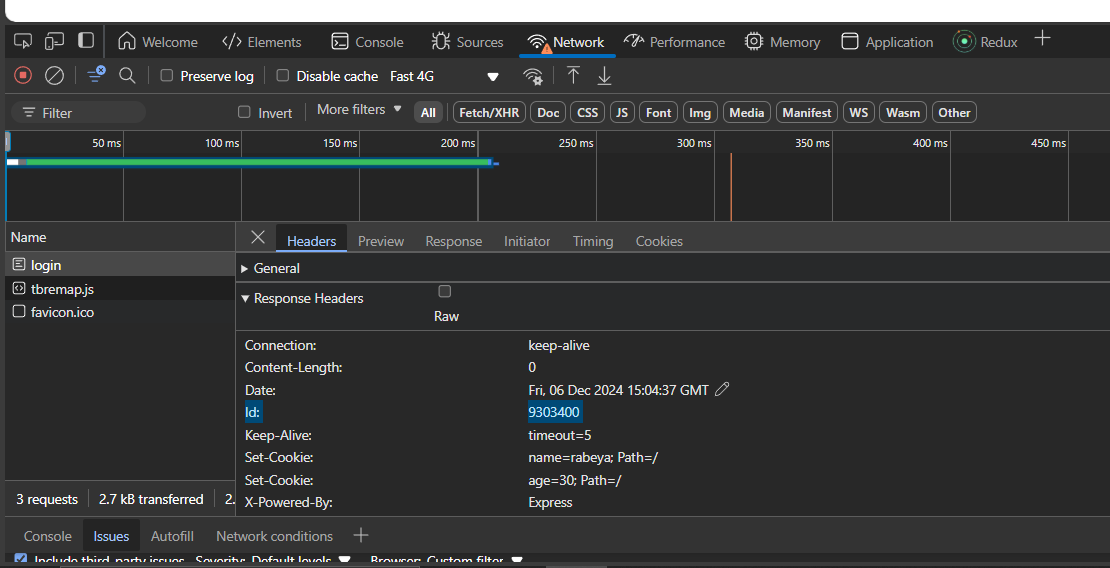 Welcome Elements Console Sources Network Performance Memory Application Redux
Preserve log Disable cache Fast 4G
Filter Invert More filters All Fetch/XHR Doc CSS JS Font Img Media Manifest WS Wasm Other
50 ms 100 ms 150 ms 200 ms 250 ms 300 ms 350 ms 400 ms 450 ms
Name
login
tbremap.js
favicon.ico
Headers Preview Response Initiator Timing Cookies
General
Response Headers
Raw
Connection: keep-alive
Content-Length: 0
Date: Fri, 06 Dec 2024 15:04:37 GMT
Id: 9303400
Keep-Alive: timeout=5
Set-Cookie: name=rabeya; Path=/
Set-Cookie: age=30; Path=/
X-Powered-By: Express
3 requests 2.7 kB transferred 2.
Console Issues Autofill Network conditions
Include third-party issues Severity: Default levels Browser: Custom filter